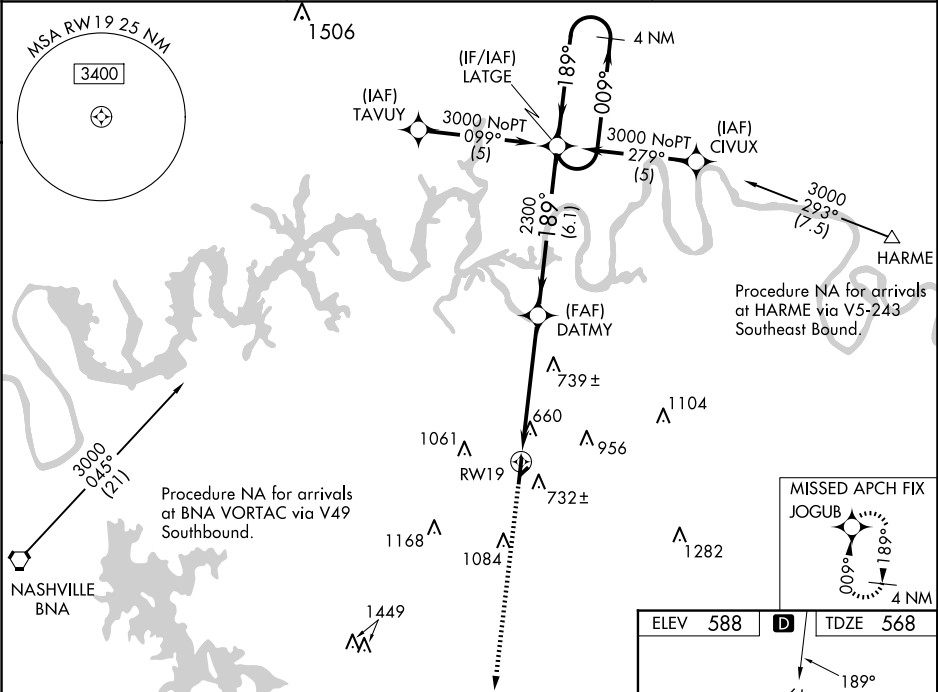 MSA RW19 25 NM
3400
1506
4 NM
189°
009°
(IF/IAF)
LATGE
(IAF)
TAVUY
3000 NoPT
099°
(5)
3000 NoPT
279°
(5)
(IAF)
CIVUX
3000
293°
(7.5)
HARME
2300
189°
(6.1)
Procedure NA for arrivals
at HARME via V5-243
Southeast Bound.
(FAF)
DATMY
739 ±
660
1104
1061
956
RW19
732 ±
3000
045°
(21)
Procedure NA for arrivals
at BNA VORTAC via V49
Southbound.
1168
1084
1282
NASHVILLE
BNA
1449
MISSED APCH FIX
JOGUB
009°
189°
4 NM
ELEV 588
D
TDZE 568
189°